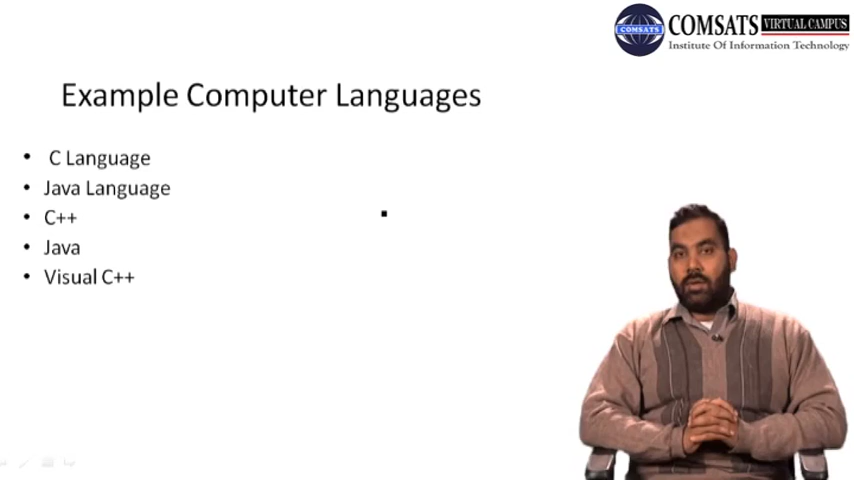 COMSATS
COMSATS VIRTUAL CAMPUS
Institute Of Information Technology
Example Computer Languages
• C Language
• Java Language
• C++
• Java
• Visual C++